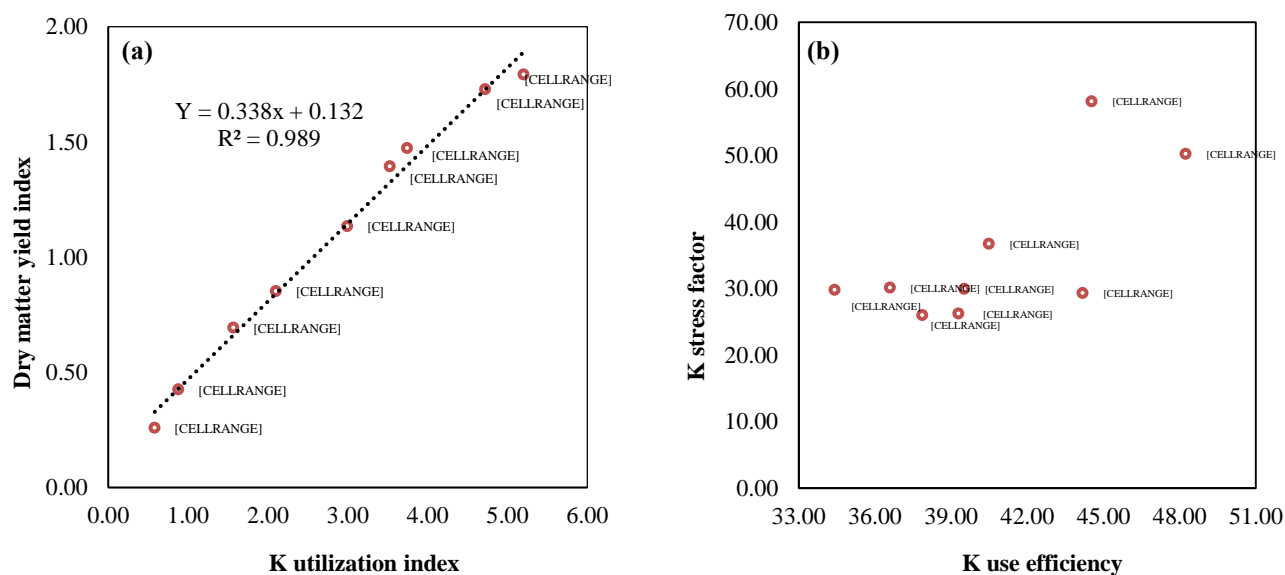 (a)
Y = 0.338x + 0.132
R² = 0.989
2.00
1.50
1.00
0.50
0.00
Dry matter yield index
[CELLRANGE]
[CELLRANGE]
[CELLRANGE]
[CELLRANGE]
[CELLRANGE]
[CELLRANGE]
[CELLRANGE]
[CELLRANGE]
[CELLRANGE]
0.00 1.00 2.00 3.00 4.00 5.00 6.00
K utilization index
(b)
70.00
60.00
50.00
40.00
30.00
20.00
10.00
0.00
K stress factor
[CELLRANGE]
[CELLRANGE]
[CELLRANGE]
[CELLRANGE]
[CELLRANGE]
[CELLRANGE]
[CELLRANGE]
[CELLRANGE]
[CELLRANGE]
33.00 36.00 39.00 42.00 45.00 48.00 51.00
K use efficiency